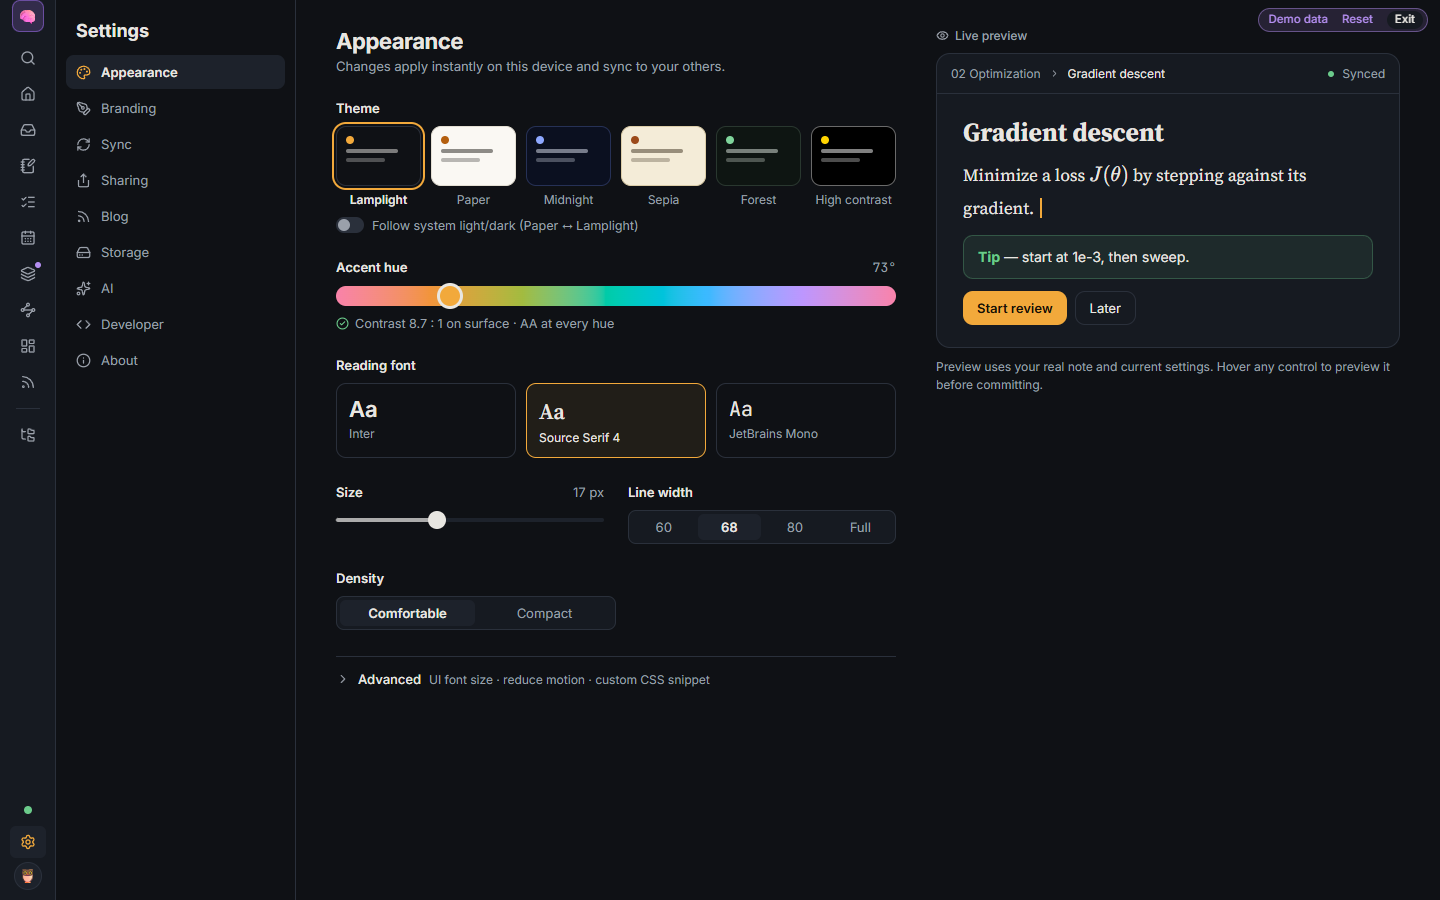 Settings
Appearance
Branding
Sync
Sharing
Blog
Storage
AI
Developer
About
Appearance
Changes apply instantly on this device and sync to your others.
Theme
Lamplight
Paper
Midnight
Sepia
Forest
High contrast
Follow system light/dark (Paper ↔ Lamplight)
Accent hue 73°
Contrast 8.7 : 1 on surface · AA at every hue
Reading font
Aa
Inter
Aa
Source Serif 4
Aa
JetBrains Mono
Size 17 px
Line width
60 68 80 Full
Density
Comfortable Compact
Advanced UI font size · reduce motion · custom CSS snippet
Demo data Reset Exit
Live preview
02 Optimization › Gradient descent Synced
Gradient descent
Minimize a loss J(θ) by stepping against its
gradient.
Tip — start at 1e-3, then sweep.
Start review Later
Preview uses your real note and current settings. Hover any control to preview it
before committing.